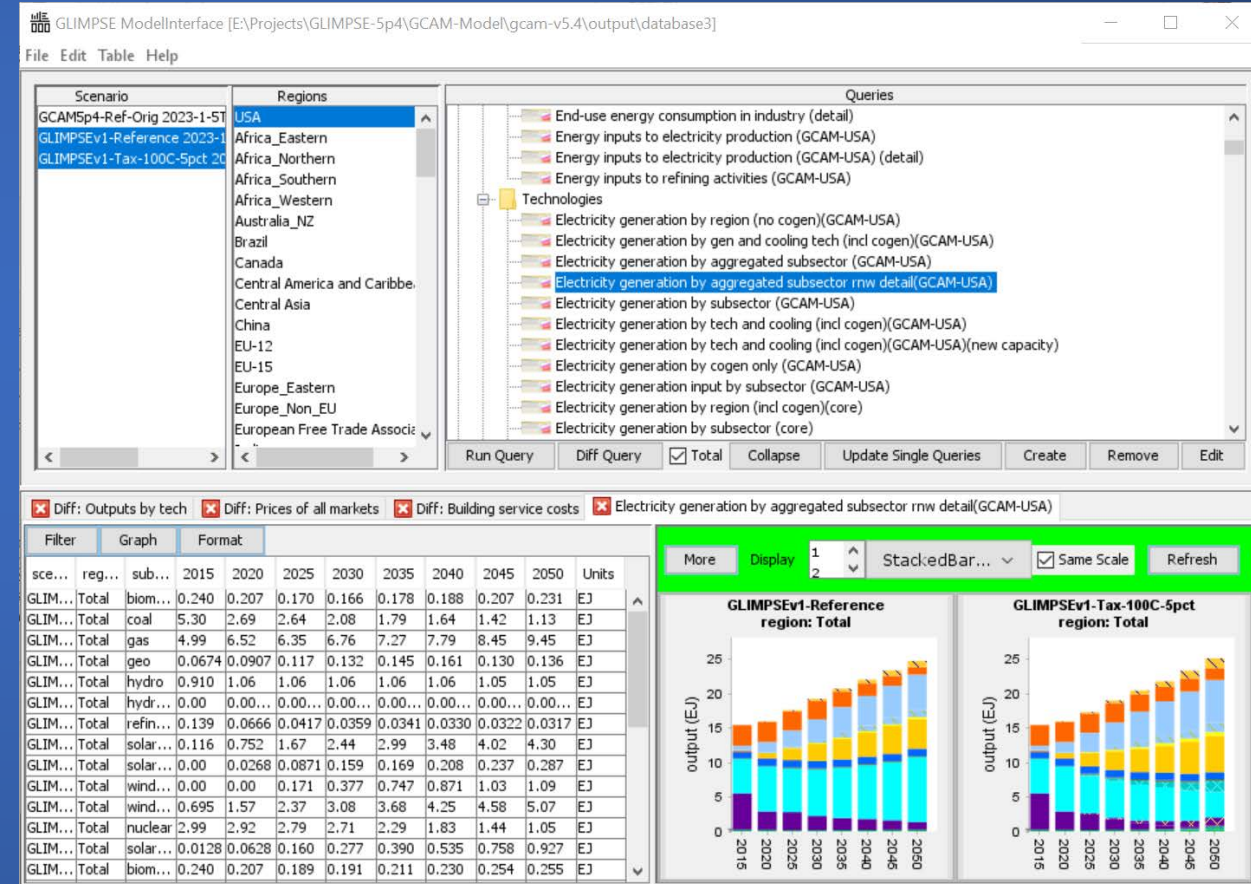 GLIMPSE ModelInterface [E:\Projects\GLIMPSE-5p4\GCAM-Model\gcam-v5.4\output\database3]
File Edit Table Help
Scenario
GCAM5p4-Ref-Orig 2023-1-5T
GLIMPSEv1-Reference 2023-1
GLIMPSEv1-Tax-100C-5pct 20
Regions
USA
Africa_Eastern
Africa_Northern
Africa_Southern
Africa_Western
Australia_NZ
Brazil
Canada
Central America and Caribbe
Central Asia
China
EU-12
EU-15
Europe_Eastern
Europe_Non_EU
European Free Trade Associa
Queries
End-use energy consumption in industry (detail)
Energy inputs to electricity production (GCAM-USA)
Energy inputs to electricity production (GCAM-USA) (detail)
Energy inputs to refining activities (GCAM-USA)
Technologies
Electricity generation by region (no cogen)(GCAM-USA)
Electricity generation by gen and cooling tech (incl cogen)(GCAM-USA)
Electricity generation by aggregated subsector (GCAM-USA)
Electricity generation by aggregated subsector rnw detail(GCAM-USA)
Electricity generation by subsector (GCAM-USA)
Electricity generation by tech and cooling (incl cogen)(GCAM-USA)
Electricity generation by tech and cooling (incl cogen)(GCAM-USA)(new capacity)
Electricity generation by cogen only (GCAM-USA)
Electricity energy input by subsector (GCAM-USA)
Electricity generation by region (incl cogen)(core)
Electricity generation by subsector (core)
Run Query Diff Query Total Collapse Update Single Queries Create Remove Edit
Diff: Outputs by tech Diff: Prices of all markets Diff: Building service costs Electricity generation by aggregated subsector rnw detail(GCAM-USA)
Filter Graph Format
sce... reg... sub... 2015 2020 2025 2030 2035 2040 2045 2050 Units
GLIM... Total biom... 0.240 0.207 0.170 0.166 0.178 0.188 0.207 0.231 EJ
GLIM... Total coal 5.30 2.69 2.64 2.08 1.79 1.64 1.42 1.13 EJ
GLIM... Total gas 4.99 6.52 6.35 6.76 7.27 7.79 8.45 9.45 EJ
GLIM... Total geo 0.0674 0.0907 0.117 0.132 0.145 0.161 0.130 0.136 EJ
GLIM... Total hydro 0.910 1.06 1.06 1.06 1.06 1.06 1.05 1.05 EJ
GLIM... Total hydr... 0.00 0.00... 0.00... 0.00... 0.00... 0.00... 0.00... 0.00... EJ
GLIM... Total refin... 0.139 0.0666 0.0417 0.0359 0.0341 0.0330 0.0322 0.0317 EJ
GLIM... Total solar... 0.116 0.752 1.67 2.44 2.99 3.48 4.02 4.30 EJ
GLIM... Total solar... 0.00 0.0268 0.0871 0.159 0.169 0.208 0.237 0.287 EJ
GLIM... Total wind... 0.00 0.00 0.171 0.377 0.747 0.871 1.03 1.09 EJ
GLIM... Total wind... 0.695 1.57 2.37 3.08 3.68 4.25 4.58 5.07 EJ
GLIM... Total nuclear 2.99 2.92 2.79 2.71 2.29 1.83 1.44 1.05 EJ
GLIM... Total solar... 0.0128 0.0628 0.160 0.277 0.390 0.535 0.758 0.927 EJ
GLIM... Total biom... 0.240 0.207 0.189 0.191 0.211 0.230 0.254 0.255 EJ
More Display 1 2 StackedBar... Same Scale Refresh
GLIMPSEv1-Reference
region: Total
output (EJ)
25
20
15
10
5
0
2015 2020 2025 2030 2035 2040 2045 2050
GLIMPSEv1-Tax-100C-5pct
region: Total
output (EJ)
25
20
15
10
5
0
2015 2020 2025 2030 2035 2040 2045 2050